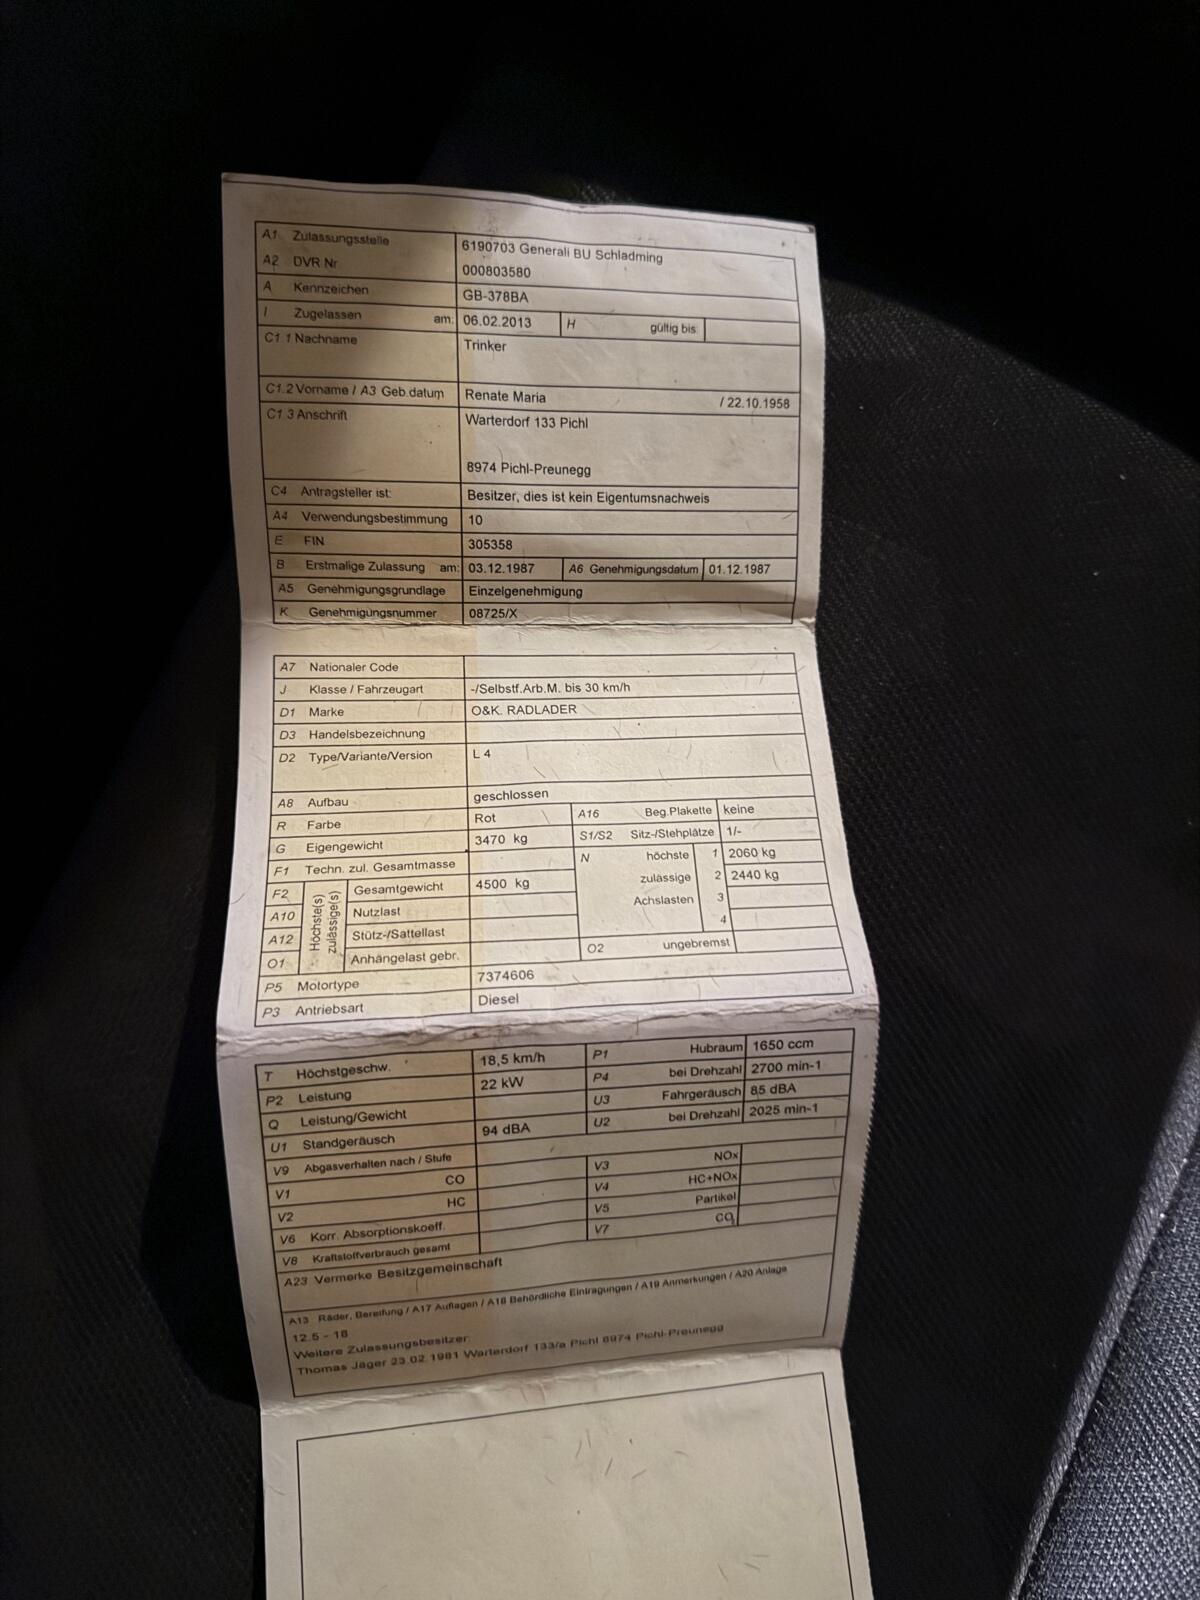 A1 Zulassungsstelle 6190703 Generali BU Schladming
A2 DVR Nr. 000803580
A Kennzeichen GB-378BA
I Zugelassen am: 06.02.2013 H gültig bis:
C1.1 Nachname Trinker
C1.2 Vorname / A3 Geb.datum Renate Maria / 22.10.1958
C1.3 Anschrift Warterdorf 133 Pichl
8974 Pichl-Preunegg
C4 Antragsteller ist: Besitzer, dies ist kein Eigentumsnachweis
A4 Verwendungsbestimmung 10
E FIN 305358
B Erstmalige Zulassung am: 03.12.1987 A6 Genehmigungsdatum 01.12.1987
A5 Genehmigungsgrundlage Einzelgenehmigung
K Genehmigungsnummer 08725/X
A7 Nationaler Code
J Klasse / Fahrzeugart -/Selbstf.Arb.M. bis 30 km/h
D1 Marke O&K. RADLADER
D3 Handelsbezeichnung
D2 Type/Variante/Version L 4
A8 Aufbau geschlossen
R Farbe Rot A16 Beg.Plakette keine
G Eigengewicht 3470 kg S1/S2 Sitz-/Stehplätze 1/-
F1 Techn. zul. Gesamtmasse N höchste 1 2060 kg
F2 Höchste(s) zulässige(s) Gesamtgewicht 4500 kg zulässige 2 2440 kg
A10 Nutzlast Achslasten 3
A12 Stütz-/Sattellast 4
O1 Anhängelast gebr. O2 ungebremst
P5 Motortype 7374606
P3 Antriebsart Diesel
T Höchstgeschw. 18,5 km/h P1 Hubraum 1650 ccm
P2 Leistung 22 kW P4 bei Drehzahl 2700 min-1
Q Leistung/Gewicht U3 Fahrgeräusch 85 dBA
U1 Standgeräusch 94 dBA U2 bei Drehzahl 2025 min-1
V9 Abgasverhalten nach / Stufe
V1 CO V3 NOx
V2 HC V4 HC+NOx
V6 Korr. Absorptionskoeff. V5 Partikel
V8 Kraftstoffverbrauch gesamt V7 CO2
A23 Vermerke Besitzgemeinschaft
A13 Räder, Bereifung / A17 Auflagen / A18 Behördliche Eintragungen / A19 Anmerkungen / A20 Anlage
12.5 - 18
Weitere Zulassungsbesitzer:
Thomas Jäger 23.02.1981 Warterdorf 133/a Pichl 8974 Pichl-Preunegg